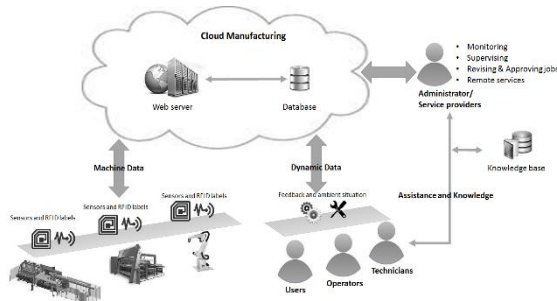 Cloud Manufacturing
Web server
Database
• Monitoring
• Supervising
• Revising & Approving jobs
• Remote services
Administrator/
Service providers
Machine Data
Dynamic Data
Knowledge base
Sensors and RFID labels
Sensors and RFID labels
Sensors and RFID labels
Feedback and ambient situation
Assistance and Knowledge
Technicians
Operators
Users